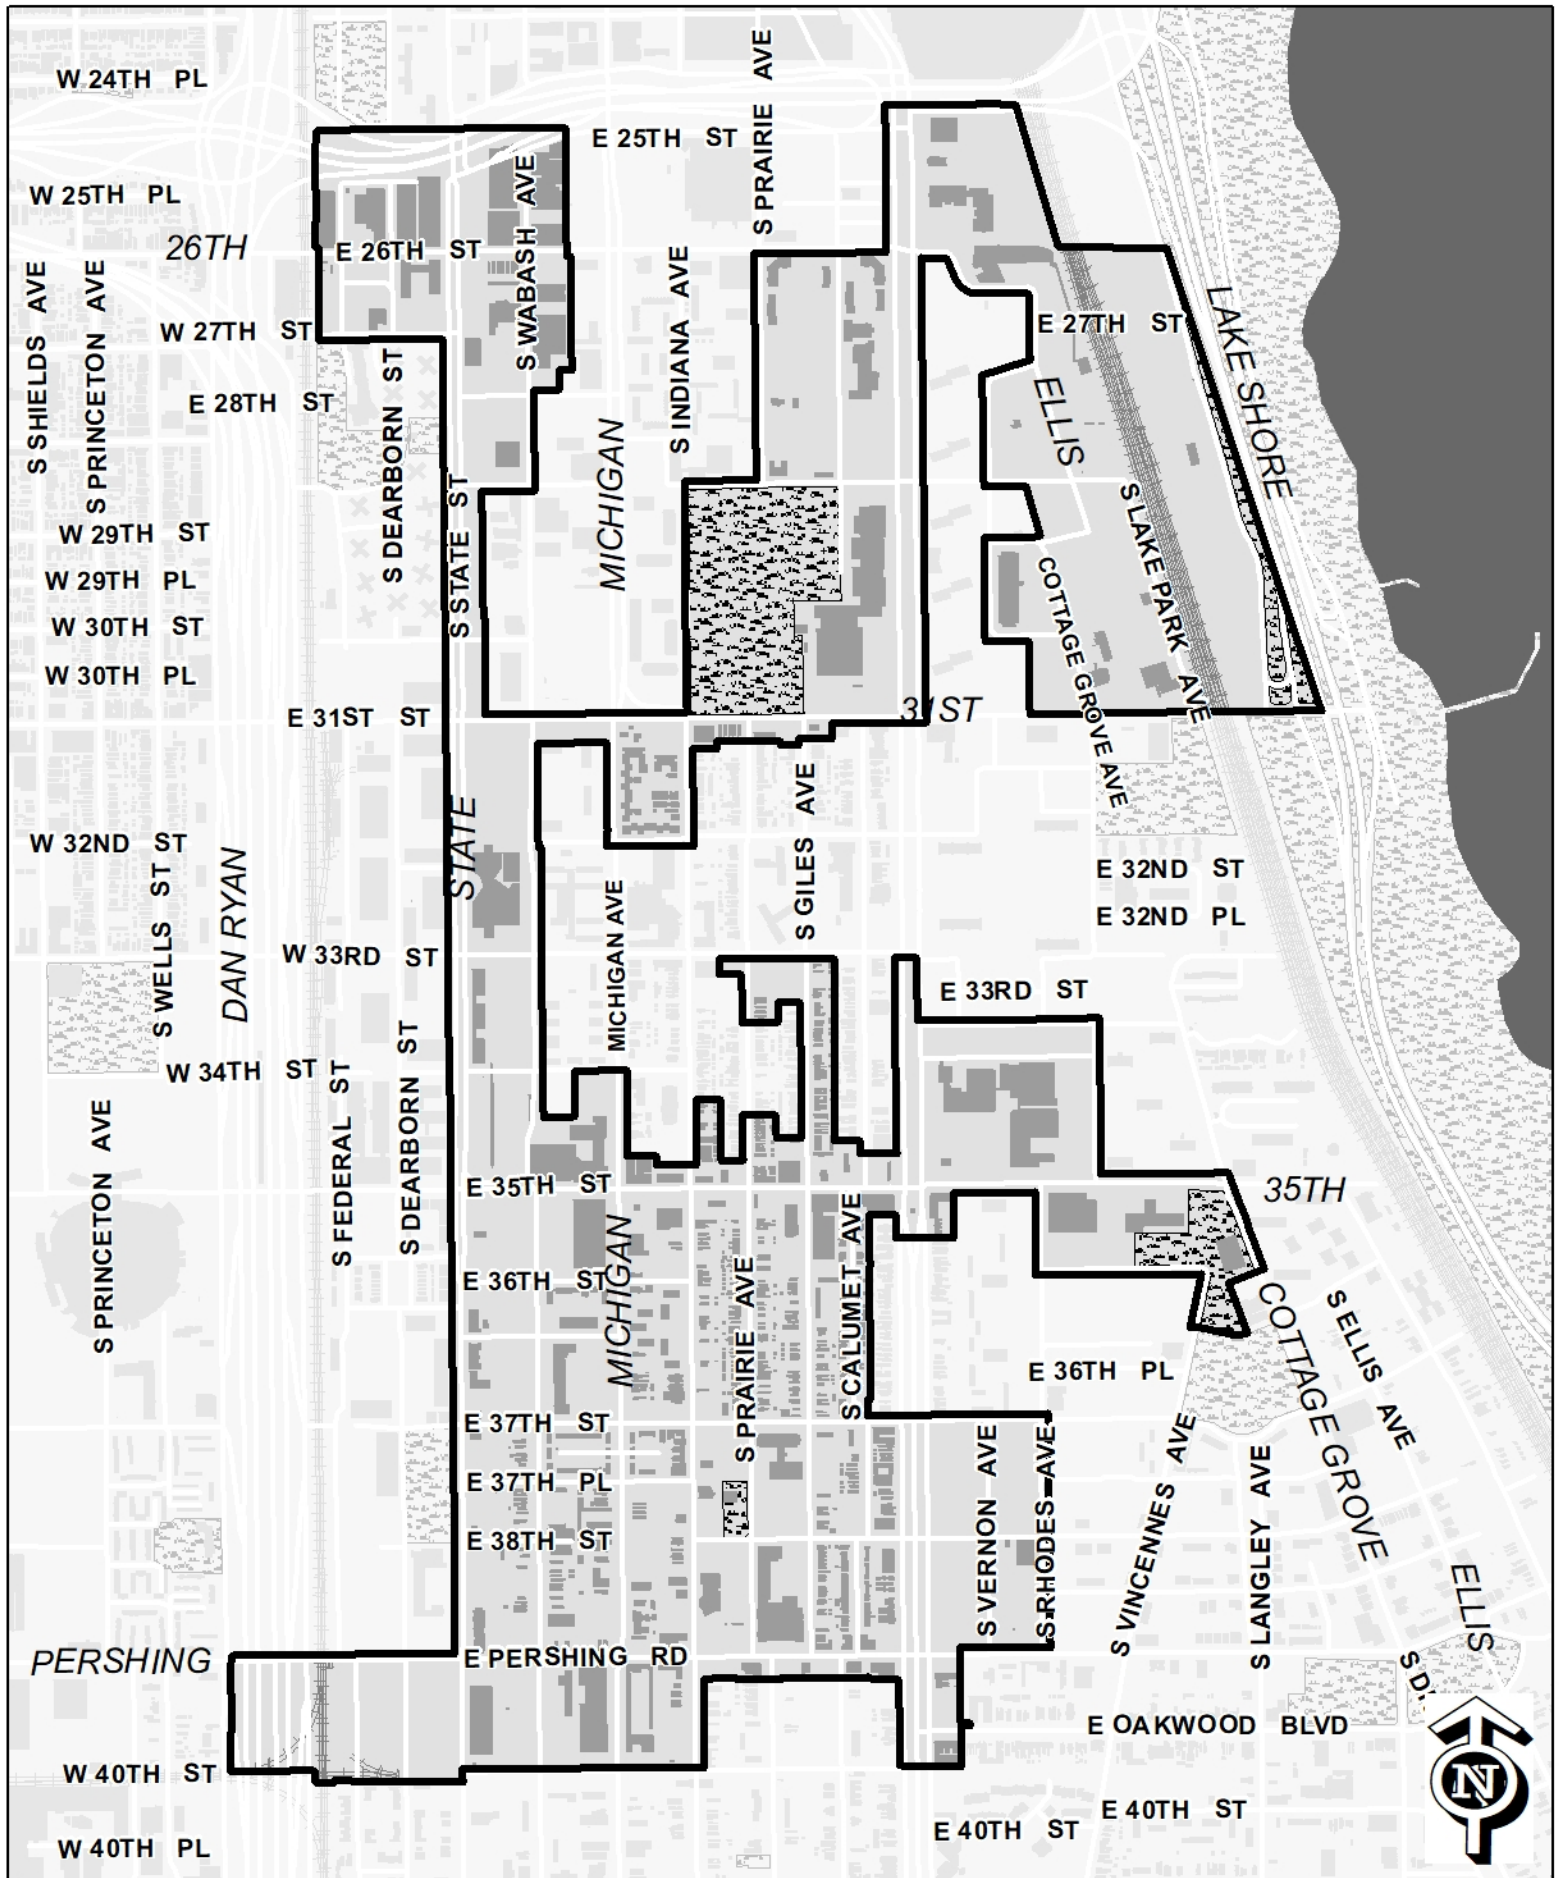 W 24TH PL
S PRAIRIE AVE
E 25TH ST
W 25TH PL
26TH
E 26TH ST
S WABASH AVE
S SHIELDS AVE
S PRINCETON AVE
S INDIANA AVE
W 27TH ST
E 27TH ST
LAKE SHORE
E 28TH ST
S DEARBORN ST
ELLIS
MICHIGAN
S STATE ST
S LAKE PARK AVE
W 29TH ST
W 29TH PL
COTTAGE GROVE AVE
W 30TH ST
W 30TH PL
E 31ST ST
31ST
S GILES AVE
STATE
W 32ND ST
DAN RYAN
S WELLS ST
E 32ND ST
E 32ND PL
MICHIGAN AVE
W 33RD ST
E 33RD ST
W 34TH ST
S FEDERAL ST
S DEARBORN ST
S PRINCETON AVE
E 35TH ST
35TH
S CALUMET AVE
MICHIGAN
E 36TH ST
S PRAIRIE AVE
COTTAGE GROVE
S ELLIS AVE
E 36TH PL
E 37TH ST
S VERNON AVE
S RHODES AVE
S VINCENNES AVE
S LANGLEY AVE
E 37TH PL
E 38TH ST
ELLIS
PERSHING
E PERSHING RD
E OAKWOOD BLVD
W 40TH ST
E 40TH ST
E 40TH ST
W 40TH PL
N